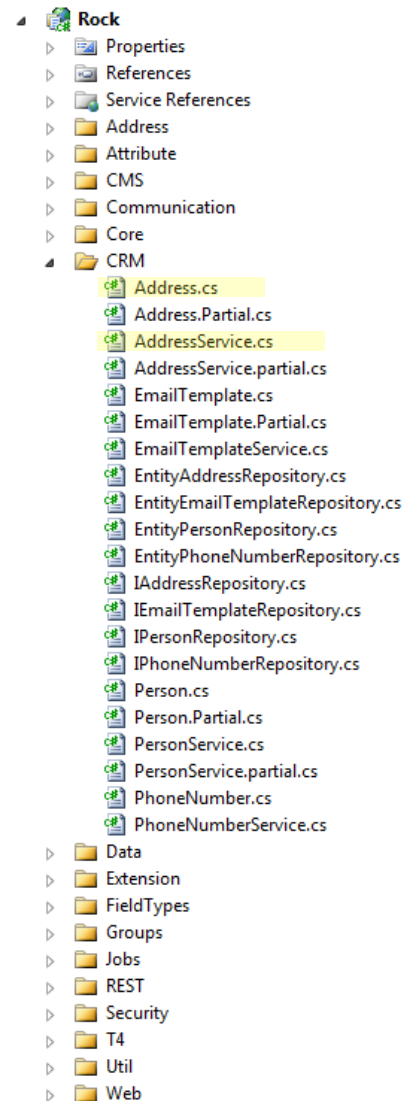 Rock
Properties
References
Service References
Address
Attribute
CMS
Communication
Core
CRM
Address.cs
Address.Partial.cs
AddressService.cs
AddressService.partial.cs
EmailTemplate.cs
EmailTemplate.Partial.cs
EmailTemplateService.cs
EntityAddressRepository.cs
EntityEmailTemplateRepository.cs
EntityPersonRepository.cs
EntityPhoneNumberRepository.cs
IAddressRepository.cs
IEmailTemplateRepository.cs
IPersonRepository.cs
IPhoneNumberRepository.cs
Person.cs
Person.Partial.cs
PersonService.cs
PersonService.partial.cs
PhoneNumber.cs
PhoneNumberService.cs
Data
Extension
FieldTypes
Groups
Jobs
REST
Security
T4
Util
Web